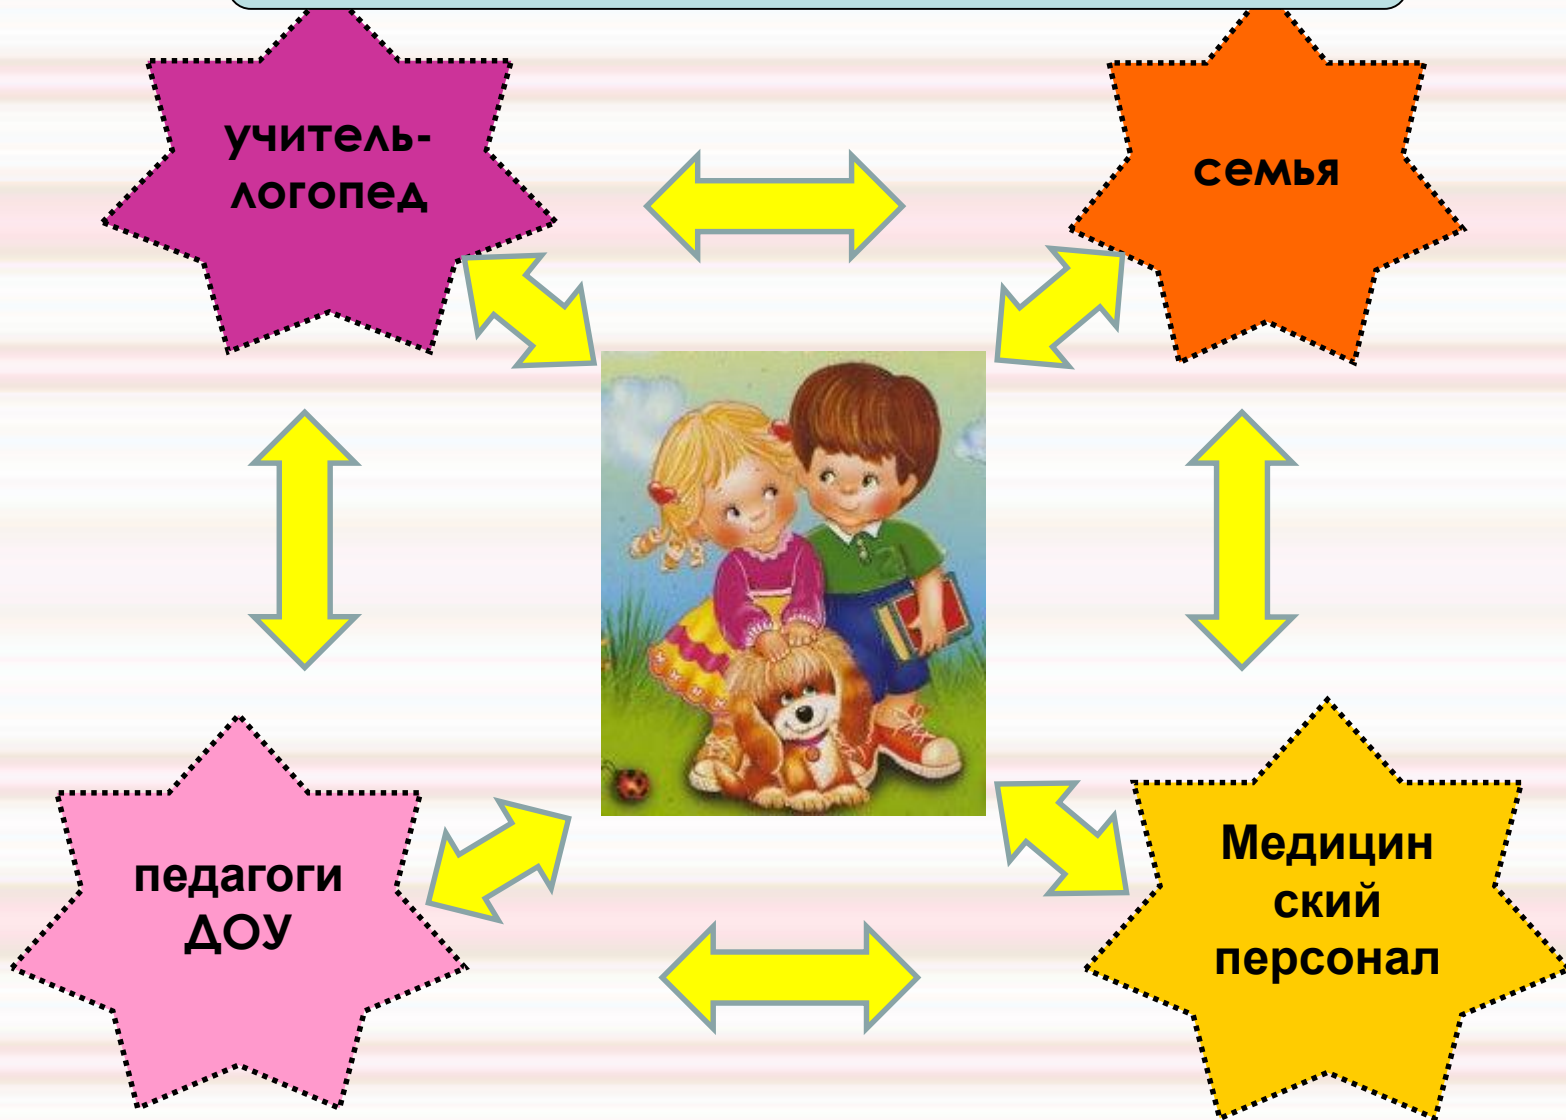 учитель-
логопед
семья
педагоги
ДОУ
Медицин
ский
персонал